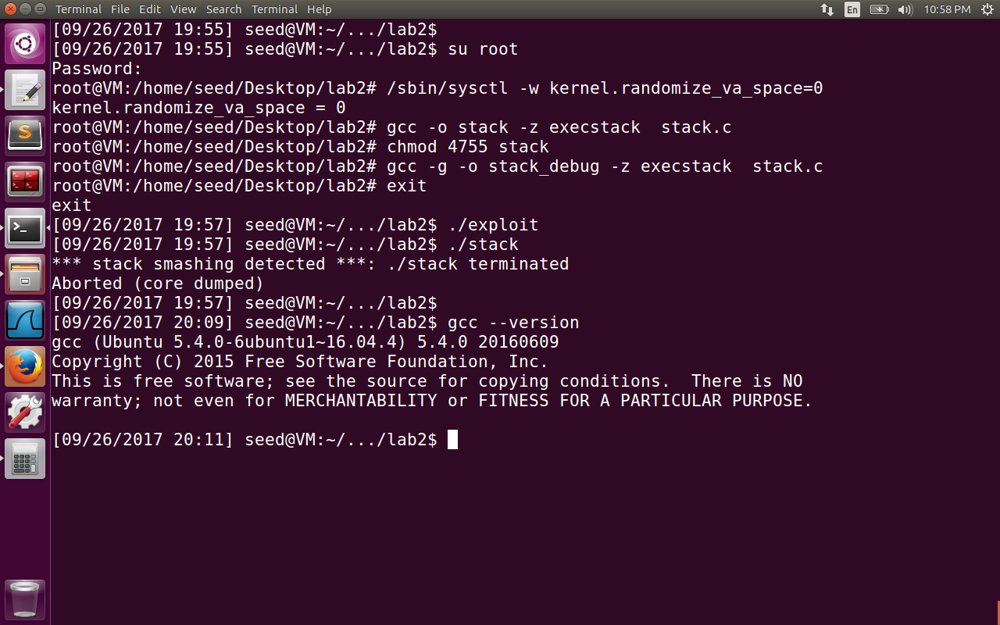 Terminal File Edit View Search Terminal Help En 10:58 PM
[09/26/2017 19:55] seed@VM:~/.../lab2$
[09/26/2017 19:55] seed@VM:~/.../lab2$ su root
Password:
root@VM:/home/seed/Desktop/lab2# /sbin/sysctl -w kernel.randomize_va_space=0
kernel.randomize_va_space = 0
root@VM:/home/seed/Desktop/lab2# gcc -o stack -z execstack  stack.c
root@VM:/home/seed/Desktop/lab2# chmod 4755 stack
root@VM:/home/seed/Desktop/lab2# gcc -g -o stack_debug -z execstack  stack.c
root@VM:/home/seed/Desktop/lab2# exit
exit
[09/26/2017 19:57] seed@VM:~/.../lab2$ ./exploit
[09/26/2017 19:57] seed@VM:~/.../lab2$ ./stack
*** stack smashing detected ***: ./stack terminated
Aborted (core dumped)
[09/26/2017 19:57] seed@VM:~/.../lab2$
[09/26/2017 20:09] seed@VM:~/.../lab2$ gcc --version
gcc (Ubuntu 5.4.0-6ubuntu1~16.04.4) 5.4.0 20160609
Copyright (C) 2015 Free Software Foundation, Inc.
This is free software; see the source for copying conditions.  There is NO
warranty; not even for MERCHANTABILITY or FITNESS FOR A PARTICULAR PURPOSE.
[09/26/2017 20:11] seed@VM:~/.../lab2$